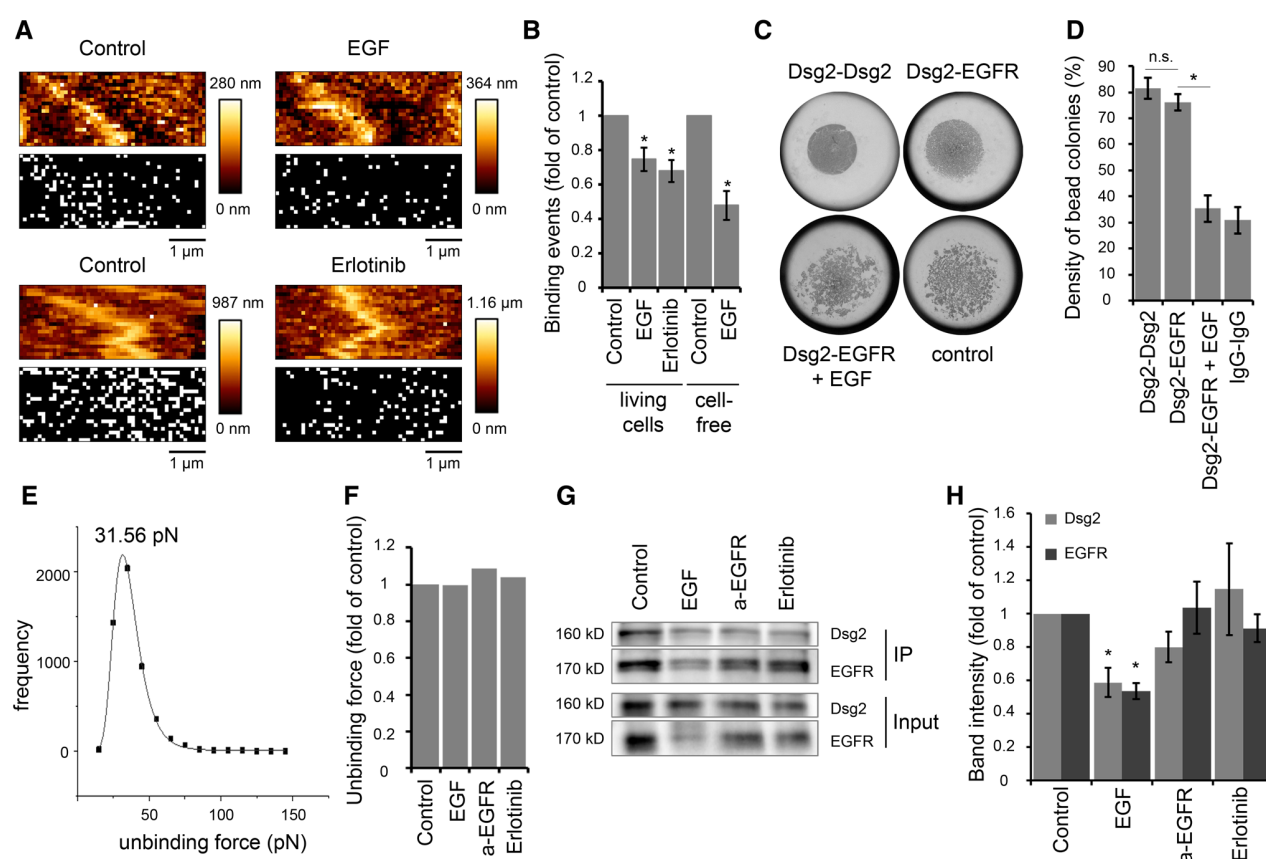 A
Control
EGF
280 nm
0 nm
364 nm
0 nm
1 µm
1 µm
Control
Erlotinib
987 nm
0 nm
1.16 µm
0 nm
1 µm
1 µm
B
Binding events (fold of control)
1.2
1
0.8
0.6
0.4
0.2
0
*
*
*
Control
EGF
Erlotinib
Control
EGF
living
cells
cell-
free
C
Dsg2-Dsg2
Dsg2-EGFR
Dsg2-EGFR
+ EGF
control
D
Density of bead colonies (%)
90
80
70
60
50
40
30
20
10
0
n.s.
*
Dsg2-Dsg2
Dsg2-EGFR
Dsg2-EGFR + EGF
IgG-IgG
E
31.56 pN
frequency
2000
1000
0
50
100
150
unbinding force (pN)
F
Unbinding force (fold of control)
1.2
1
0.8
0.6
0.4
0.2
0
Control
EGF
a-EGFR
Erlotinib
G
Control
EGF
a-EGFR
Erlotinib
160 kD
Dsg2
170 kD
EGFR
IP
160 kD
Dsg2
170 kD
EGFR
Input
H
Band intensity (fold of control)
1.6
1.4
1.2
1
0.8
0.6
0.4
0.2
0
Dsg2
EGFR
*
*
Control
EGF
a-EGFR
Erlotinib